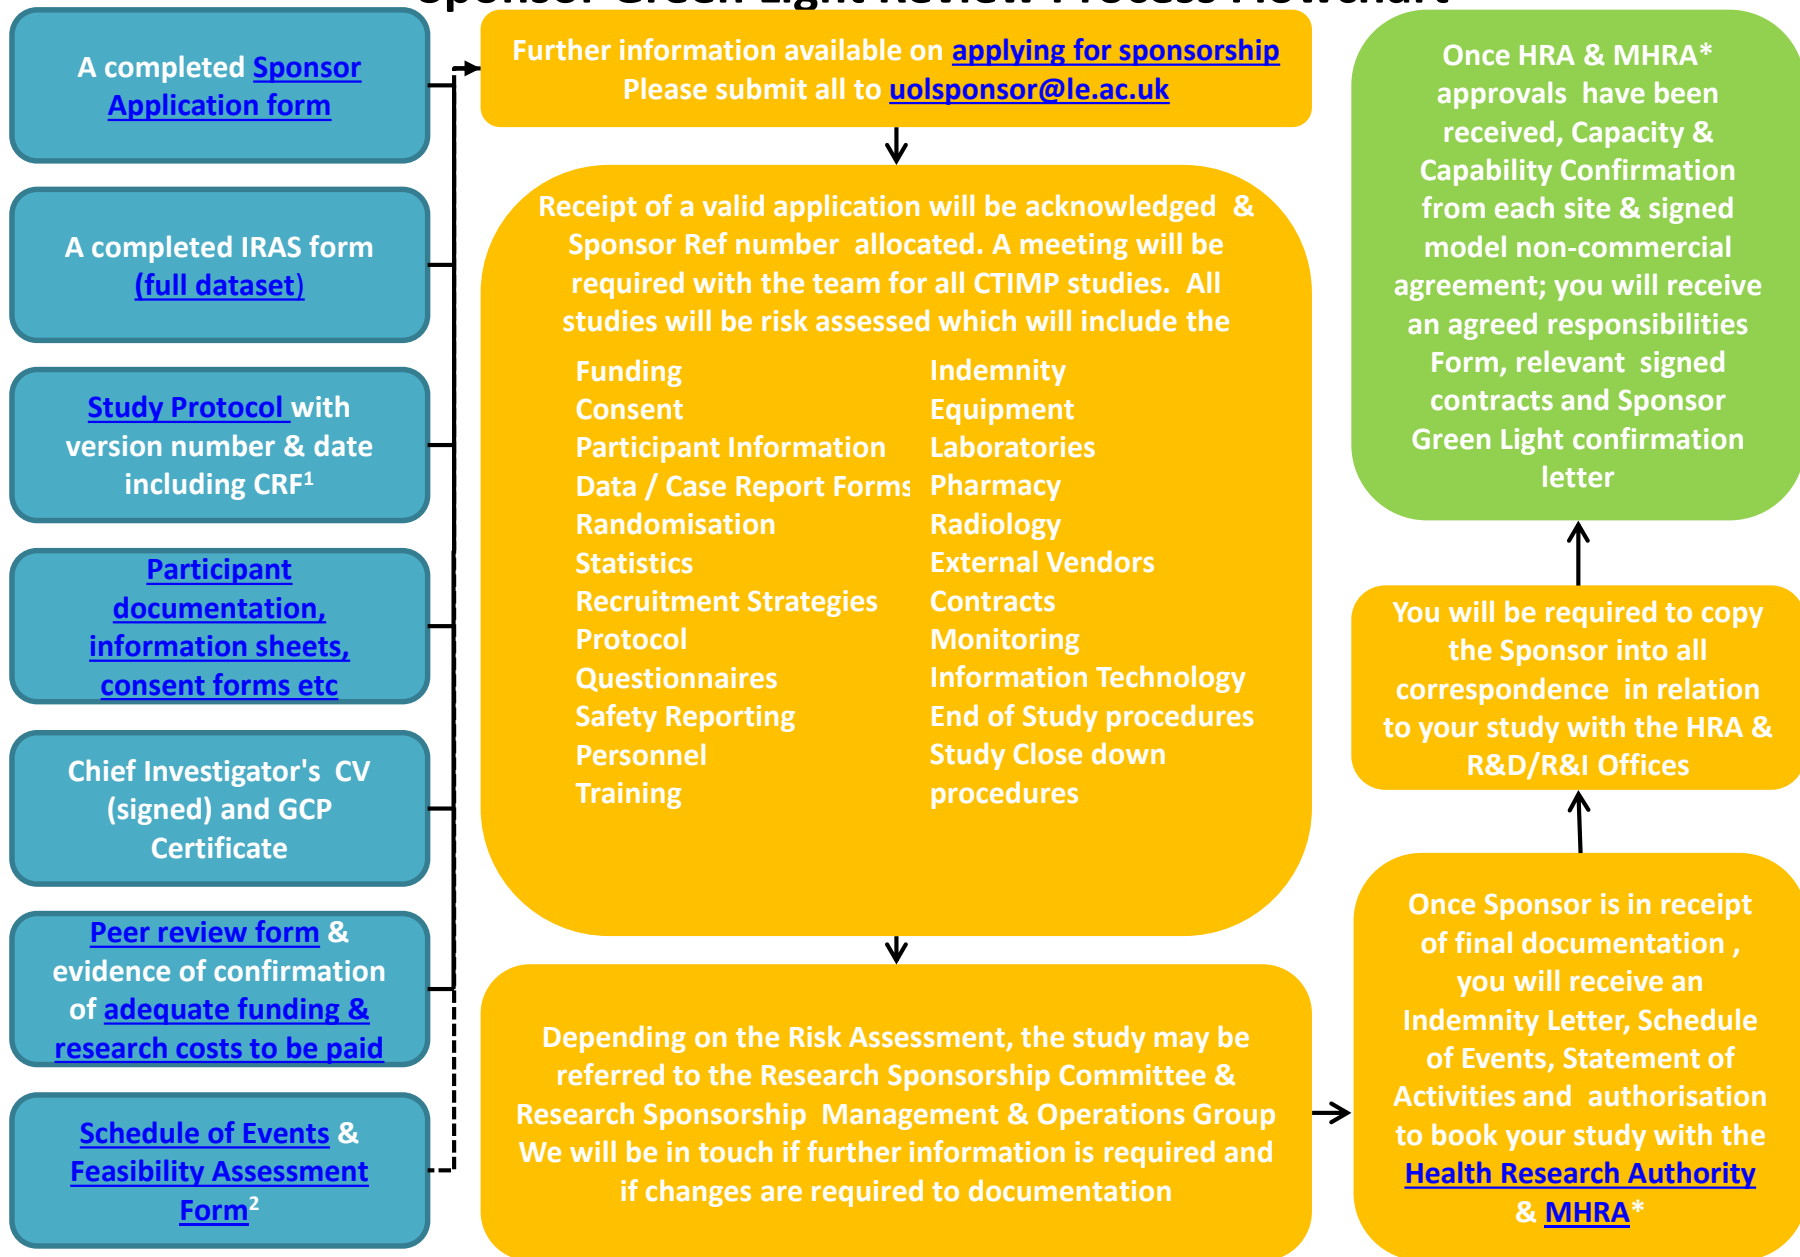 Sponsor Green Light Review Process Flowchart
A completed Sponsor
Application form
A completed IRAS form
(full dataset)
Study Protocol with
version number & date
including CRF1
Participant
documentation,
information sheets,
consent forms etc
Chief Investigator's CV
(signed) and GCP
Certificate
Peer review form &
evidence of confirmation
of adequate funding &
research costs to be paid
Schedule of Events &
Feasibility Assessment
Form2
Further information available on applying for sponsorship
Please submit all to uolsponsor@le.ac.uk
Receipt of a valid application will be acknowledged &
Sponsor Ref number allocated. A meeting will be
required with the team for all CTIMP studies. All
studies will be risk assessed which will include the
Funding
Consent
Participant Information
Data / Case Report Forms
Randomisation
Statistics
Recruitment Strategies
Protocol
Questionnaires
Safety Reporting
Personnel
Training
Indemnity
Equipment
Laboratories
Pharmacy
Radiology
External Vendors
Contracts
Monitoring
Information Technology
End of Study procedures
Study Close down
procedures
Depending on the Risk Assessment, the study may be
referred to the Research Sponsorship Committee &
Research Sponsorship Management & Operations Group
We will be in touch if further information is required and
if changes are required to documentation
Once Sponsor is in receipt
of final documentation ,
you will receive an
Indemnity Letter, Schedule
of Events, Statement of
Activities and authorisation
to book your study with the
Health Research Authority
& MHRA*
You will be required to copy
the Sponsor into all
correspondence in relation
to your study with the HRA &
R&D/R&I Offices
Once HRA & MHRA*
approvals have been
received, Capacity &
Capability Confirmation
from each site & signed
model non-commercial
agreement; you will receive
an agreed responsibilities
Form, relevant signed
contracts and Sponsor
Green Light confirmation
letter